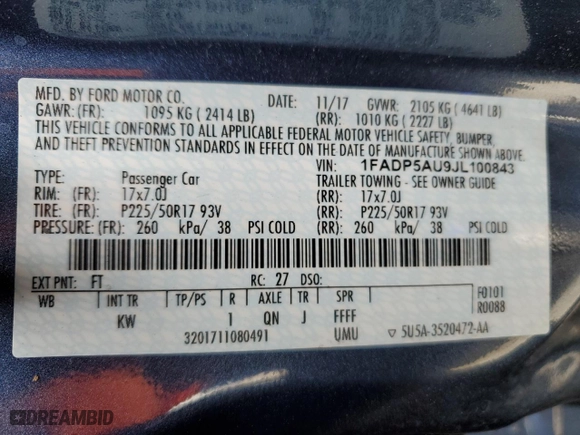 MFD. BY FORD MOTOR CO. DATE: 11/17 GVWR: 2105 KG ( 4641 LB)
GAWR: (FR): 1095 KG ( 2414 LB) (RR): 1010 KG ( 2227 LB)
THIS VEHICLE CONFORMS TO ALL APPLICABLE FEDERAL MOTOR VEHICLE SAFETY, BUMPER
AND THEFT PREVENTION STANDARDS IN EFFECT ON THE DATE OF MANUFACTURE SHOWN ABOVE.
VIN: 1FADP5AU9JL100843
TYPE: Passenger Car TRAILER TOWING - SEE OWNER GUIDE
RIM: (FR): 17x7.0J (RR): 17x7.0J
TIRE: (FR): P225/50R17 93V (RR): P225/50R17 93V
PRESSURE: (FR): 260 kPa/ 38 PSI COLD (RR): 260 kPa/ 38 PSI COLD
EXT PNT: FT RC: 27 DSO:
WB INT TR TP/PS R AXLE TR SPR F0101
R0088
KW 1 QN J FFFF
3201711080491 UMU ▽ 5U5A-3520472-AA
DREAMBID